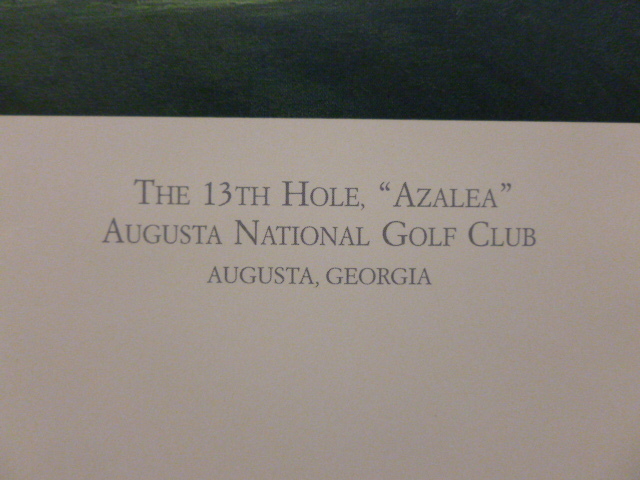 The 13th Hole, “Azalea”
Augusta National Golf Club
Augusta, Georgia